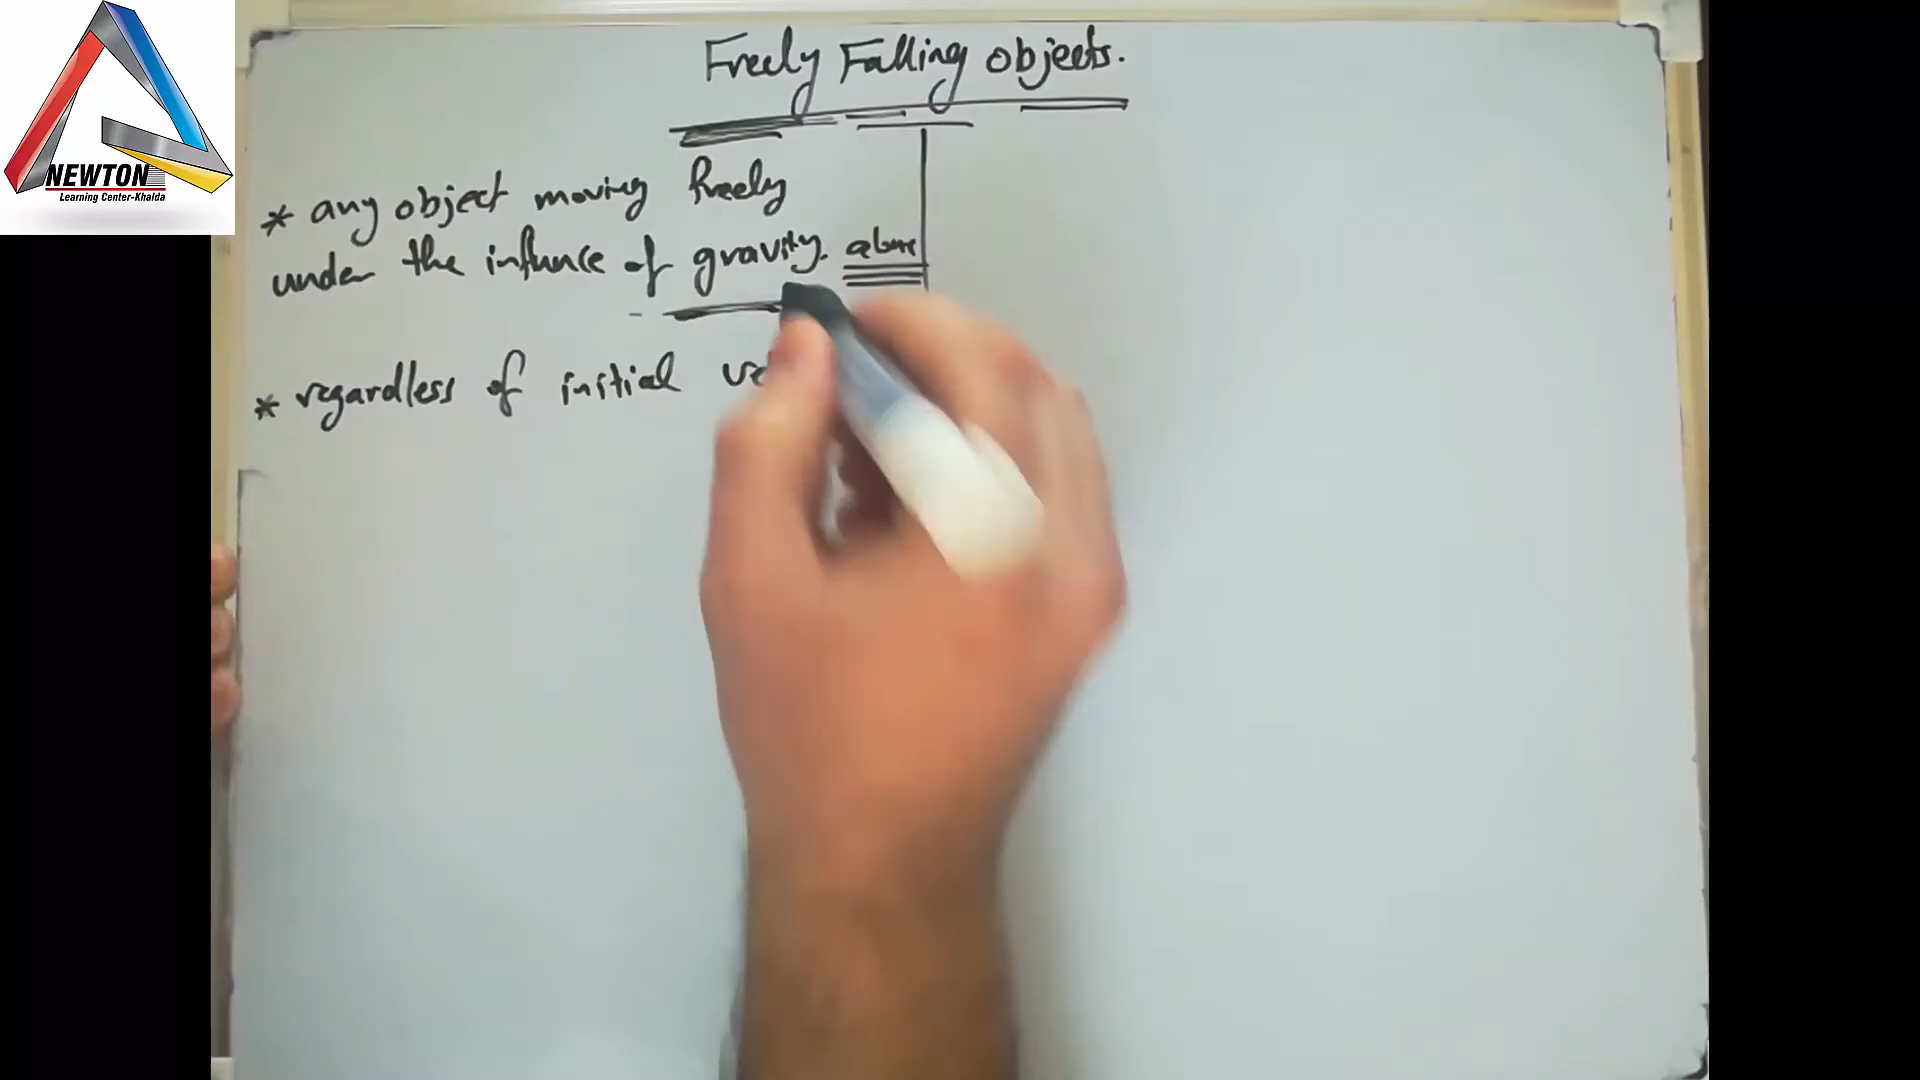 NEWTON
Learning Center-Khalda
Freely Falling objects.
* any object moving freely
under the influnce of gravity. alone
* regardless of initial